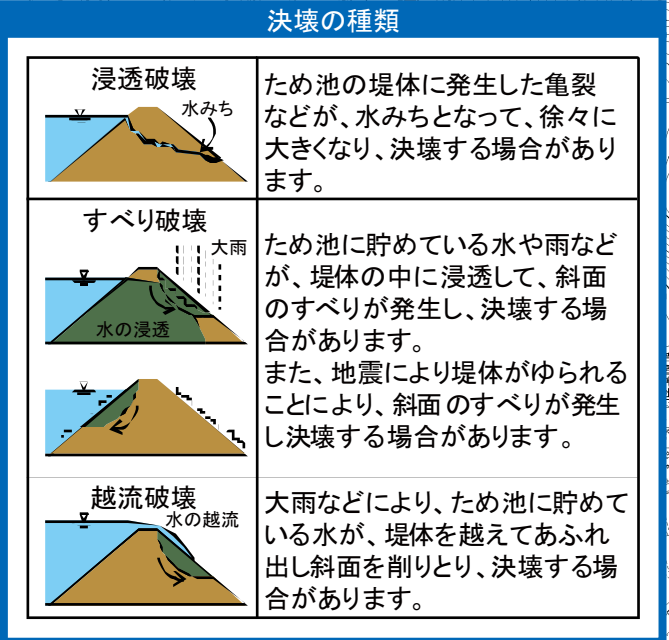 決壊の種類
浸透破壊
水みち
ため池の堤体に発生した亀裂
などが、水みちとなって、徐々に
大きくなり、決壊する場合があり
ます。
すべり破壊
大雨
水の浸透
ため池に貯めている水や雨など
が、堤体の中に浸透して、斜面
のすべりが発生し、決壊する場
合があります。
また、地震により堤体がゆられる
ことにより、斜面のすべりが発生
し決壊する場合があります。
越流破壊
水の越流
大雨などにより、ため池に貯めて
いる水が、堤体を越えてあふれ
出し斜面を削りとり、決壊する場
合があります。